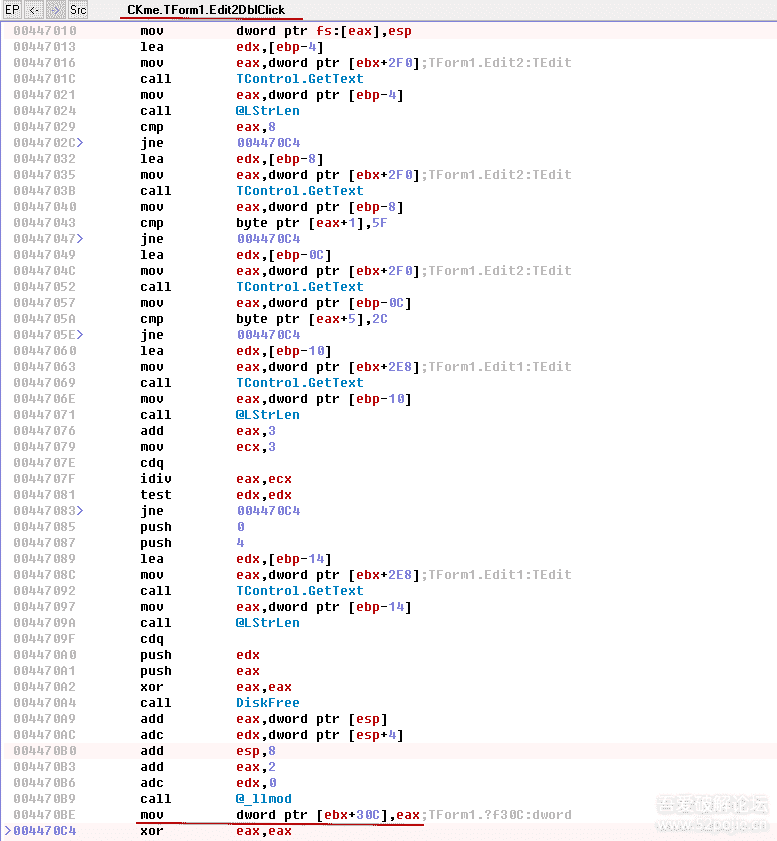 EP <- -> Src CKme.TForm1.Edit2DblClick
00447010 mov dword ptr fs:[eax],esp
00447013 lea edx,[ebp-4]
00447016 mov eax,dword ptr [ebx+2F0];TForm1.Edit2:TEdit
0044701C call TControl.GetText
00447021 mov eax,dword ptr [ebp-4]
00447024 call @LStrLen
00447029 cmp eax,8
0044702C> jne 004470C4
00447032 lea edx,[ebp-8]
00447035 mov eax,dword ptr [ebx+2F0];TForm1.Edit2:TEdit
0044703B call TControl.GetText
00447040 mov eax,dword ptr [ebp-8]
00447043 cmp byte ptr [eax+1],5F
00447047> jne 004470C4
00447049 lea edx,[ebp-0C]
0044704C mov eax,dword ptr [ebx+2F0];TForm1.Edit2:TEdit
00447052 call TControl.GetText
00447057 mov eax,dword ptr [ebp-0C]
0044705A cmp byte ptr [eax+5],2C
0044705E> jne 004470C4
00447060 lea edx,[ebp-10]
00447063 mov eax,dword ptr [ebx+2E8];TForm1.Edit1:TEdit
00447069 call TControl.GetText
0044706E mov eax,dword ptr [ebp-10]
00447071 call @LStrLen
00447076 add eax,3
00447079 mov ecx,3
0044707E cdq
0044707F idiv eax,ecx
00447081 test edx,edx
00447083> jne 004470C4
00447085 push 0
00447087 push 4
00447089 lea edx,[ebp-14]
0044708C mov eax,dword ptr [ebx+2E8];TForm1.Edit1:TEdit
00447092 call TControl.GetText
00447097 mov eax,dword ptr [ebp-14]
0044709A call @LStrLen
0044709F cdq
004470A0 push edx
004470A1 push eax
004470A2 xor eax,eax
004470A4 call DiskFree
004470A9 add eax,dword ptr [esp]
004470AC adc edx,dword ptr [esp+4]
004470B0 add esp,8
004470B3 add eax,2
004470B6 adc edx,0
004470B9 call @_llmod
004470BE mov dword ptr [ebx+30C],eax;TForm1.?f30C:dword
>004470C4 xor eax,eax
吾爱破解论坛
www.52pojie.cn